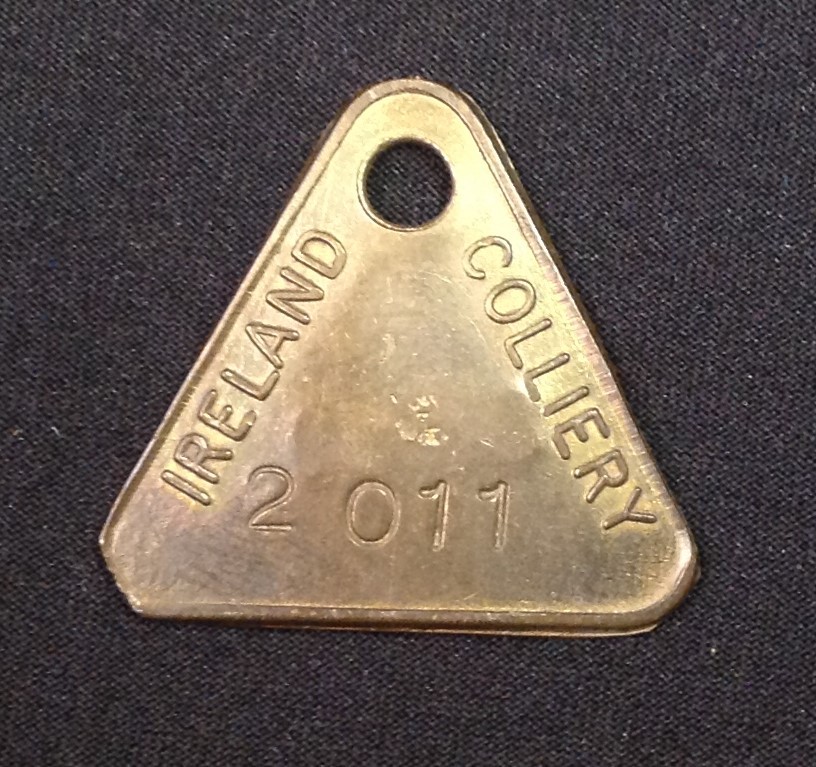 IRELAND
COLLIERY
2 011